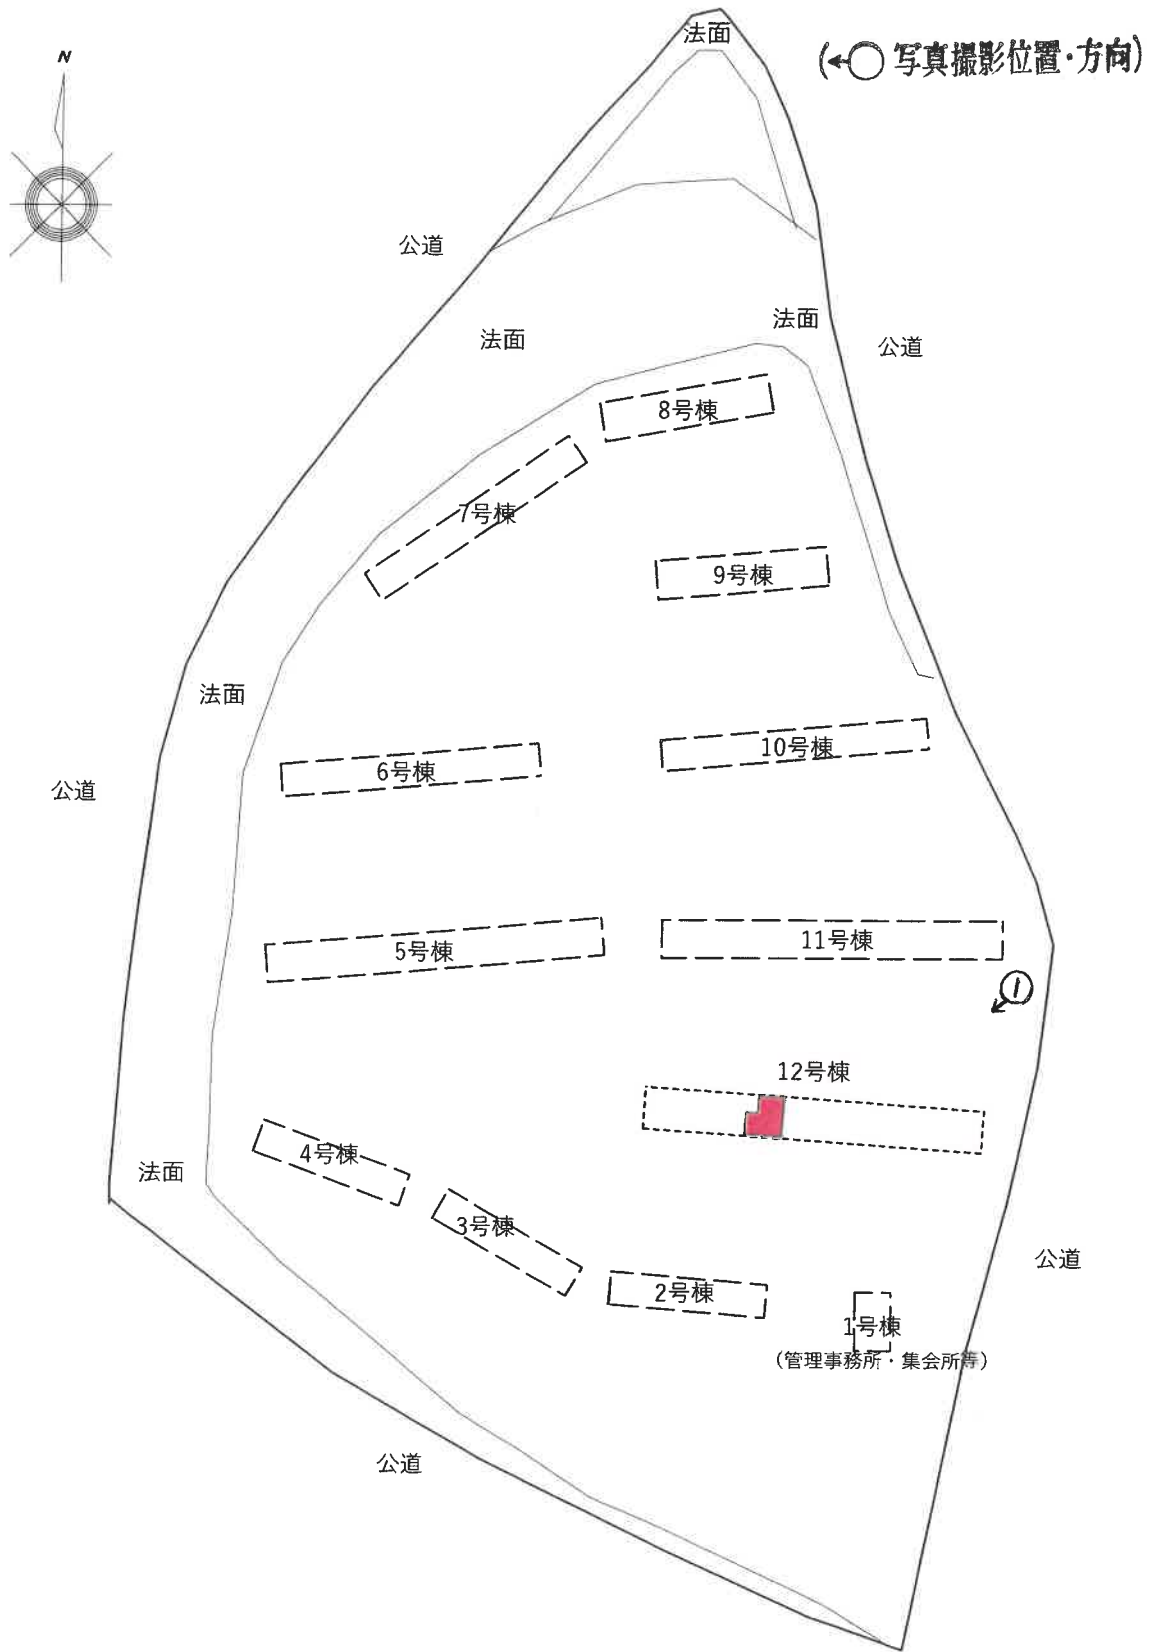 法面
(←○ 写真撮影位置・方向)
N
公道
法面
法面
公道
8号棟
7号棟
9号棟
法面
10号棟
6号棟
公道
11号棟
5号棟
1
12号棟
4号棟
法面
3号棟
公道
2号棟
1号棟
（管理事務所・集会所等）
公道